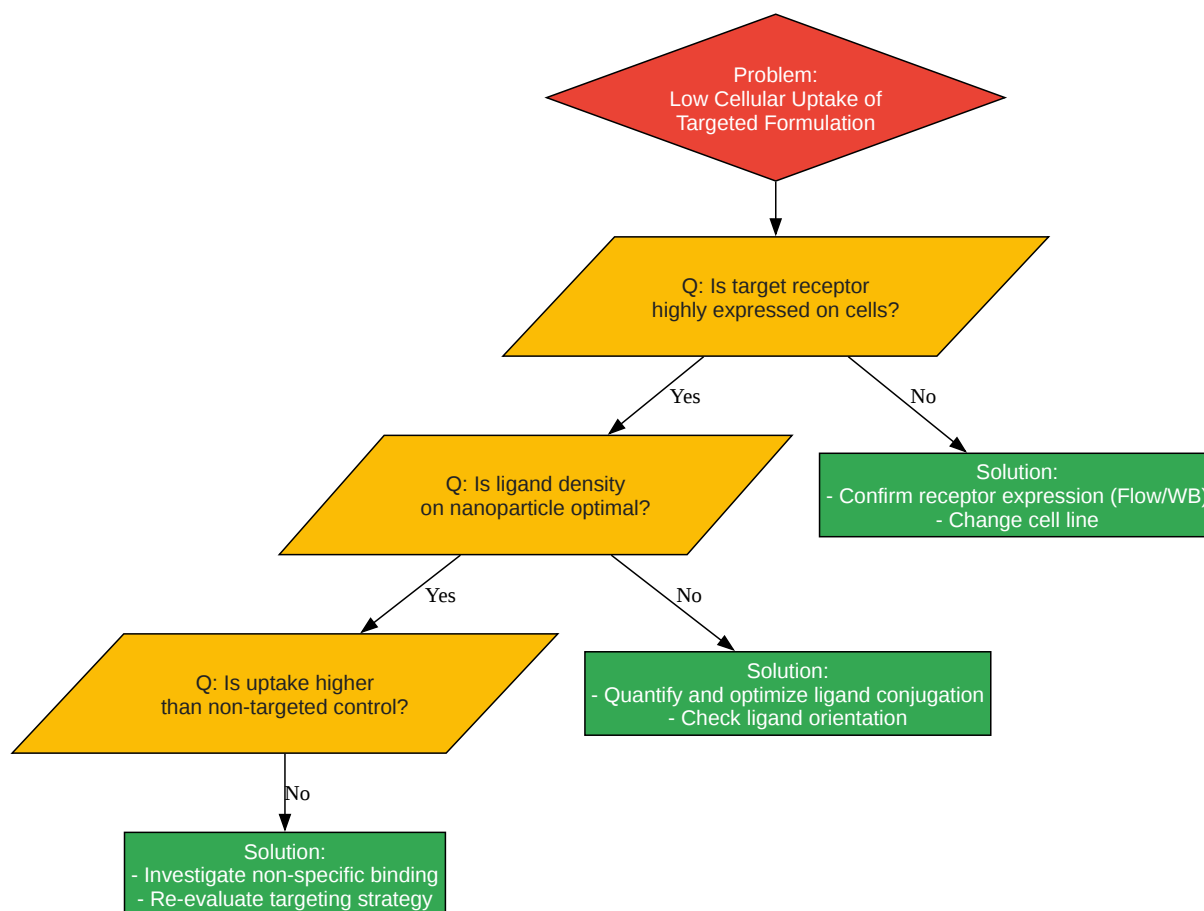 Problem:
Low Cellular Uptake of
Targeted Formulation
Q: Is target receptor
highly expressed on cells?
Yes
No
Q: Is ligand density
on nanoparticle optimal?
Solution:
- Confirm receptor expression (Flow/WB)
- Change cell line
Yes
No
Q: Is uptake higher
than non-targeted control?
Solution:
- Quantify and optimize ligand conjugation
- Check ligand orientation
No
Solution:
- Investigate non-specific binding
- Re-evaluate targeting strategy